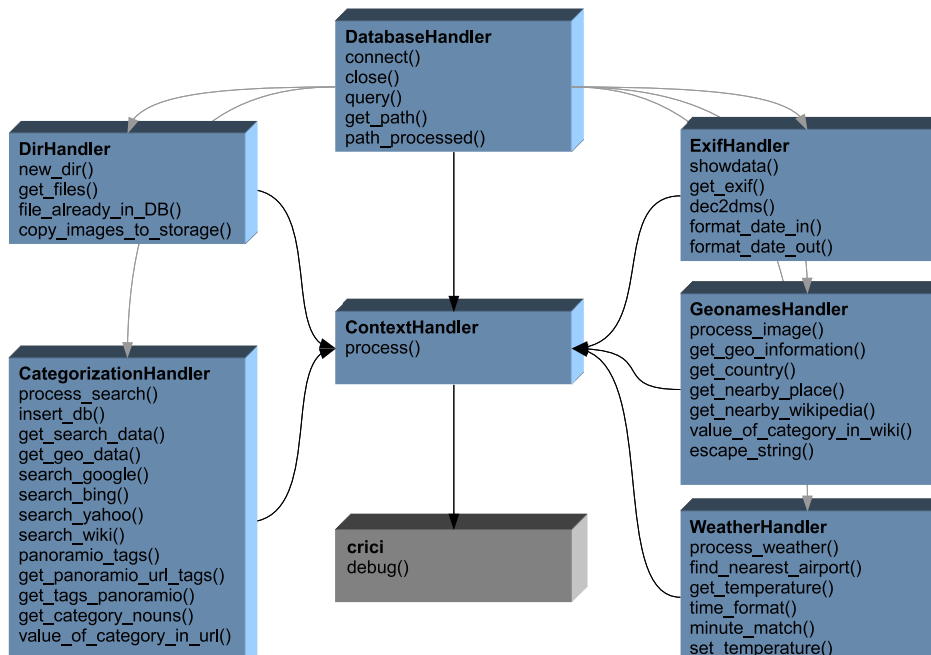 DatabaseHandler
connect()
close()
query()
get_path()
path_processed()
DirHandler
new_dir()
get_files()
file_already_in_DB()
copy_images_to_storage()
ExifHandler
showdata()
get_exif()
dec2dms()
format_date_in()
format_date_out()
ContextHandler
process()
GeonamesHandler
process_image()
get_geo_information()
get_country()
get_nearby_place()
get_nearby_wikipedia()
value_of_category_in_wiki()
escape_string()
CategorizationHandler
process_search()
insert_db()
get_search_data()
get_geo_data()
search_google()
search_bing()
search_yahoo()
search_wiki()
panoramio_tags()
get_panoramio_url_tags()
get_tags_panoramio()
get_category_nouns()
value_of_category_in_url()
crici
debug()
WeatherHandler
process_weather()
find_nearest_airport()
get_temperature()
time_format()
minute_match()
set_temperature()